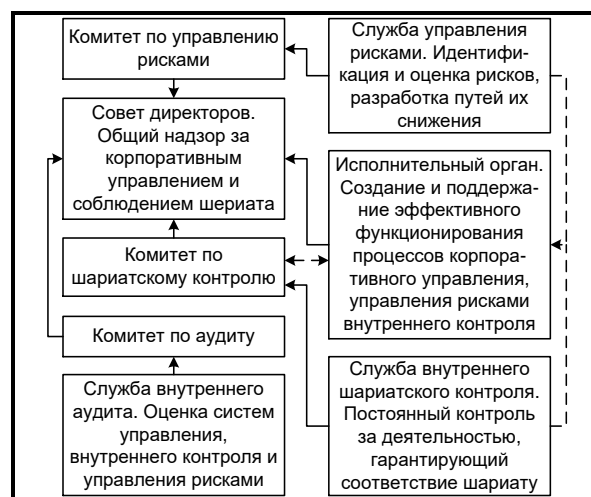 Комитет по управлению
рисками
Служба управления
рисками. Идентифи-
кация и оценка рисков,
разработка путей их
снижения
Совет директоров.
Общий надзор за
корпоративным
управлением и
соблюдением шериата
Исполнительный орган.
Создание и поддержа-
ние эффективного
функционирования
процессов корпора-
тивного управления,
управления рисками
внутреннего контроля
Комитет по
шариатскому контролю
Комитет по аудиту
Служба внутреннего
аудита. Оценка систем
управления,
внутреннего контроля и
управления рисками
Служба внутреннего
шариатского контроля.
Постоянный контроль
за деятельностью,
гарантирующий
соответствие шариату